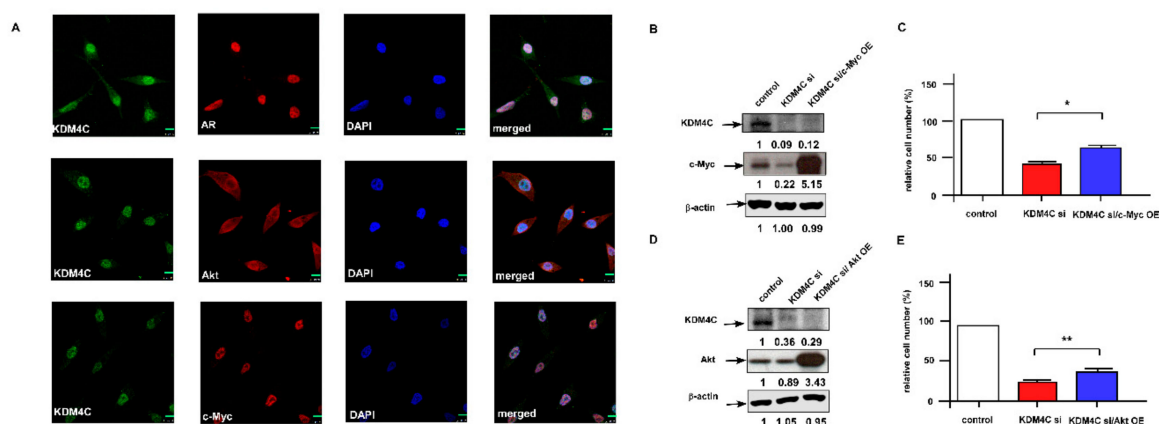 A
KDM4C
AR
DAPI
merged
KDM4C
Akt
DAPI
merged
KDM4C
c-Myc
DAPI
merged
B
control
KDM4C si
KDM4C si/c-Myc OE
KDM4C
1 0.09 0.12
c-Myc
1 0.22 5.15
β-actin
1 1.00 0.99
C
relative cell number (%)
150
100
50
0
*
control
KDM4C si
KDM4C si/c-Myc OE
D
control
KDM4C si
KDM4C si/ Akt OE
KDM4C
1 0.36 0.29
Akt
1 0.89 3.43
β-actin
1 1.05 0.95
E
relative cell number (%)
150
100
50
0
**
control
KDM4C si
KDM4C si/Akt OE